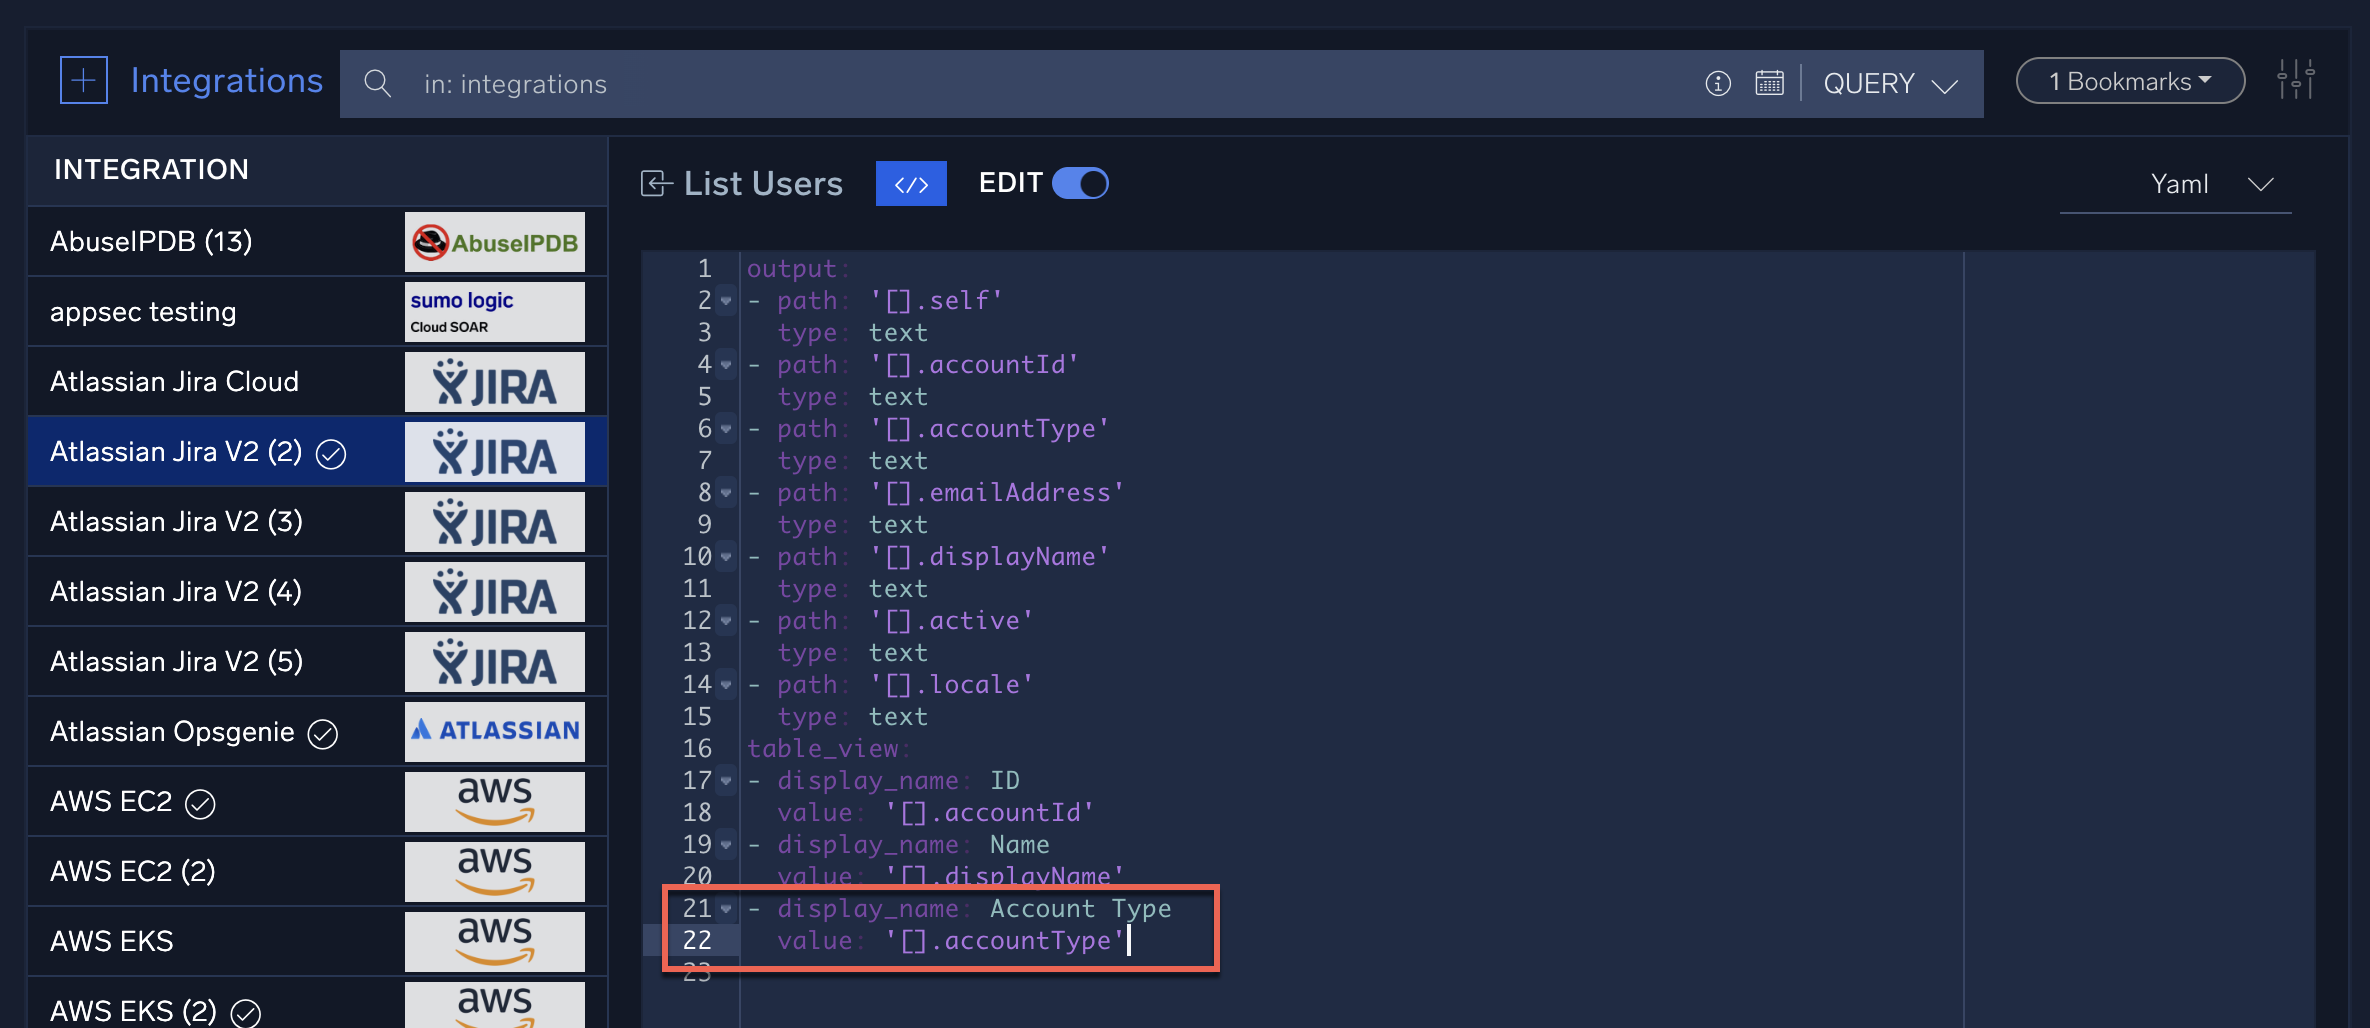 Integrations
in: integrations
QUERY
1 Bookmarks
INTEGRATION
AbuseIPDB (13)
AbuseIPDB
appsec testing
sumo logic
Cloud SOAR
Atlassian Jira Cloud
JIRA
Atlassian Jira V2 (2)
JIRA
Atlassian Jira V2 (3)
JIRA
Atlassian Jira V2 (4)
JIRA
Atlassian Jira V2 (5)
JIRA
Atlassian Opsgenie
ATLASSIAN
AWS EC2
aws
AWS EC2 (2)
aws
AWS EKS
aws
AWS EKS (2)
aws
List Users
</>
EDIT
Yaml
1 output:
2 - path: '[].self'
3 type: text
4 - path: '[].accountId'
5 type: text
6 - path: '[].accountType'
7 type: text
8 - path: '[].emailAddress'
9 type: text
10 - path: '[].displayName'
11 type: text
12 - path: '[].active'
13 type: text
14 - path: '[].locale'
15 type: text
16 table_view:
17 - display_name: ID
18 value: '[].accountId'
19 - display_name: Name
20 value: '[].displayName'
21 - display_name: Account Type
22 value: '[].accountType'
23